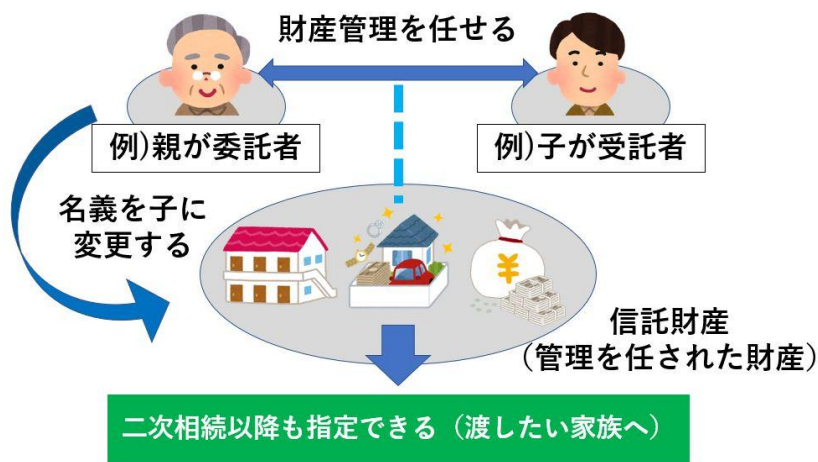 財産管理を任せる
例)親が委託者
例)子が受託者
名義を子に
変更する
¥
信託財産
（管理を任された財産）
二次相続以降も指定できる（渡したい家族へ）